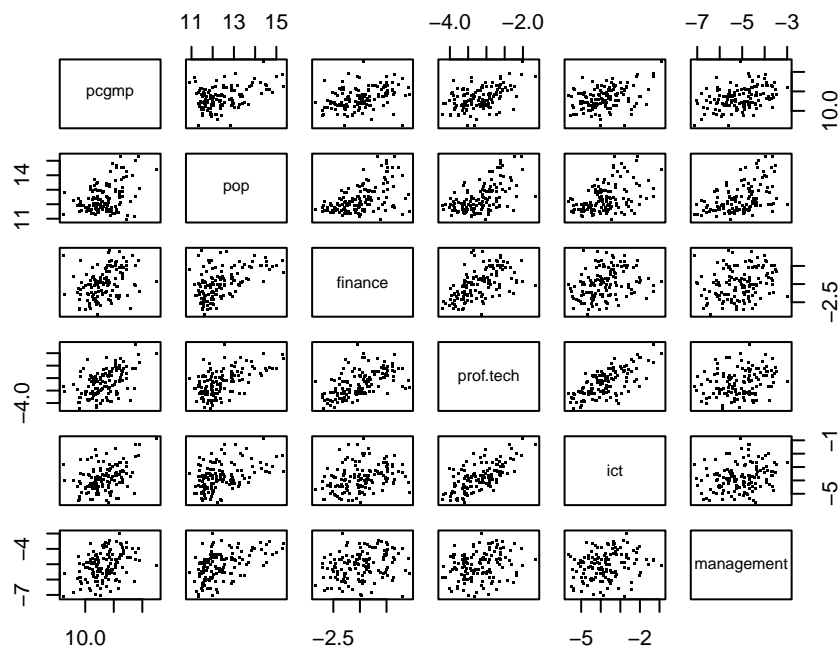 11 13 15
−4.0 −2.0
−7 −5 −3
pcgmp
10.0
11 14
pop
finance
−2.5
−4.0
prof.tech
ict
−5 −1
−7 −4
management
10.0
−2.5
−5 −2